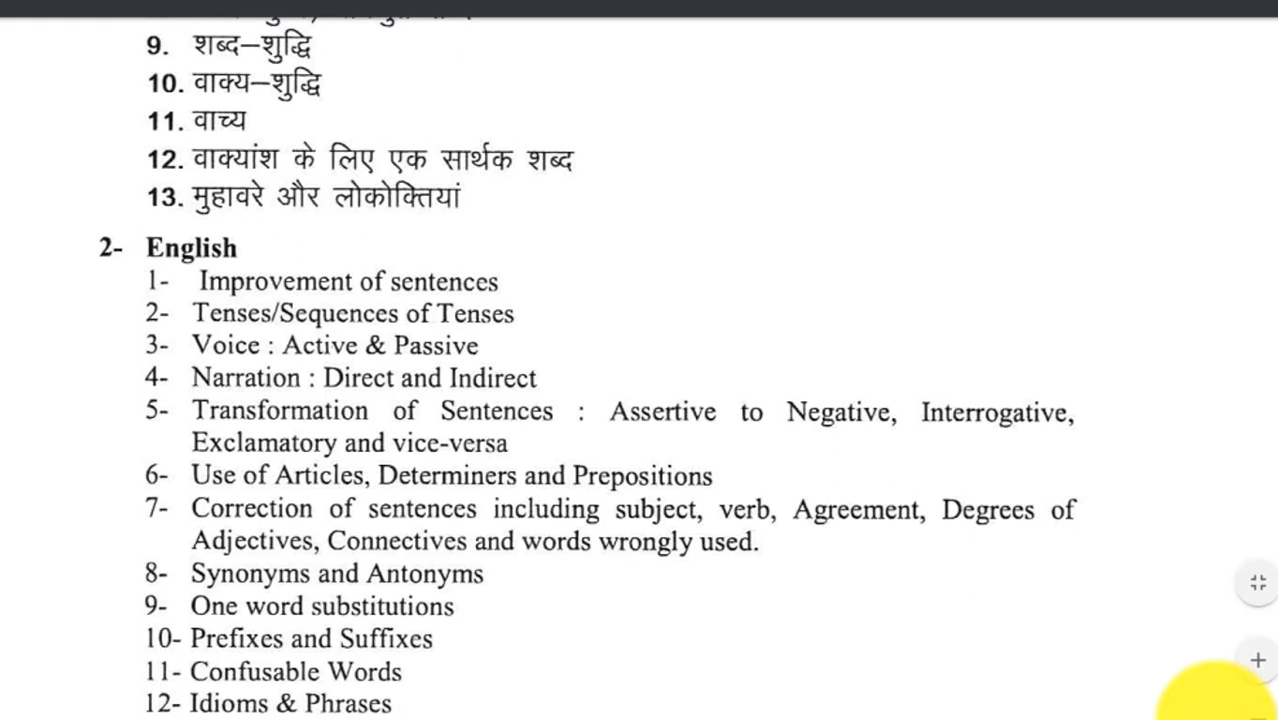 9. शब्द–शुद्धि
10. वाक्य–शुद्धि
11. वाच्य
12. वाक्यांश के लिए एक सार्थक शब्द
13. मुहावरे और लोकोक्तियां
2- English
1- Improvement of sentences
2- Tenses/Sequences of Tenses
3- Voice : Active & Passive
4- Narration : Direct and Indirect
5- Transformation of Sentences : Assertive to Negative, Interrogative,
Exclamatory and vice-versa
6- Use of Articles, Determiners and Prepositions
7- Correction of sentences including subject, verb, Agreement, Degrees of
Adjectives, Connectives and words wrongly used.
8- Synonyms and Antonyms
9- One word substitutions
10- Prefixes and Suffixes
11- Confusable Words
12- Idioms & Phrases